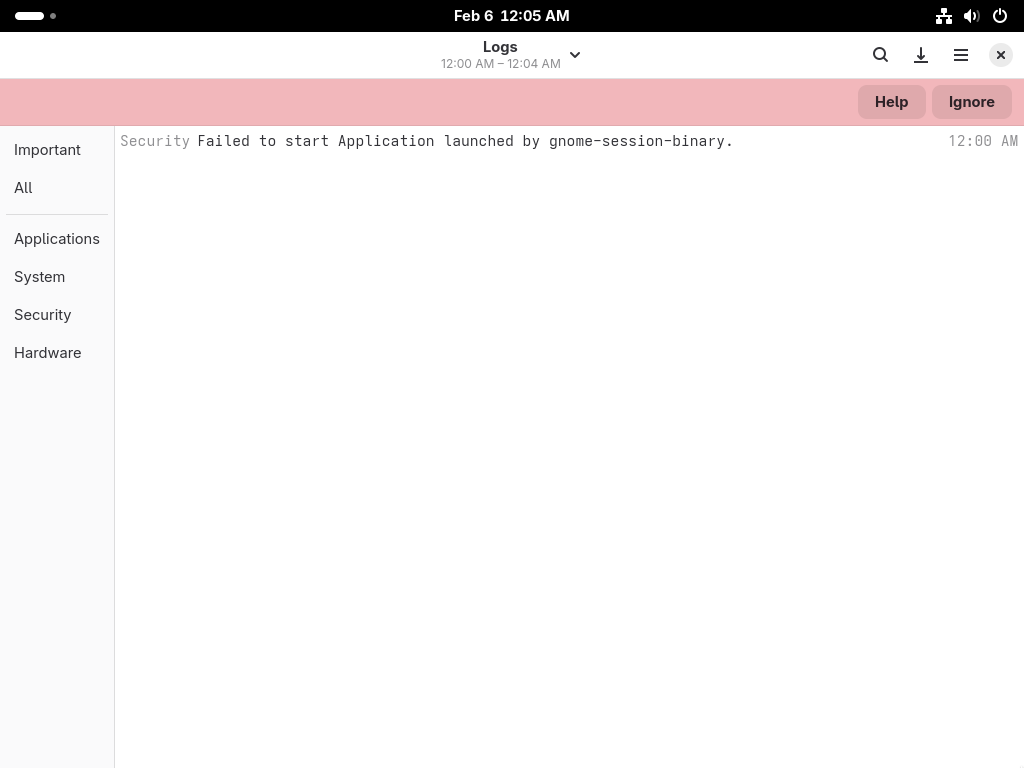 Feb 6 12:05 AM
Logs
12:00 AM – 12:04 AM
Help
Ignore
Important
All
Applications
System
Security
Hardware
Security Failed to start Application launched by gnome-session-binary. 12:00 AM